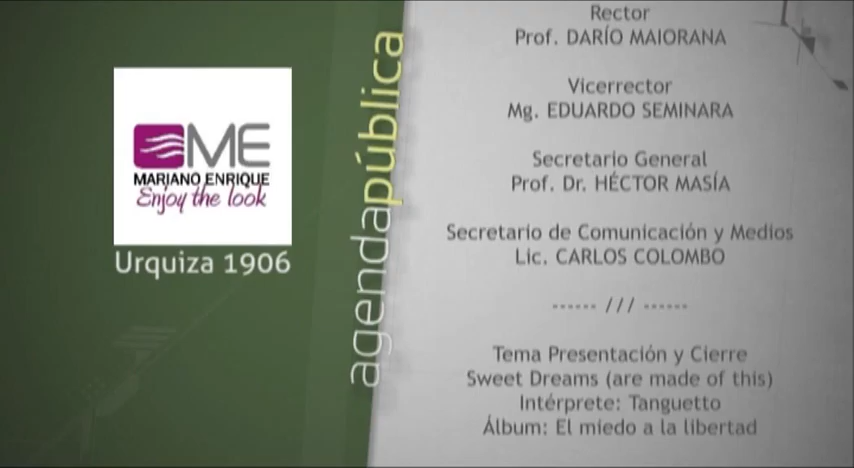 ME
MARIANO ENRIQUE
Enjoy the look
Urquiza 1906
agendapública
Rector
Prof. DARÍO MAIORANA
Vicerrector
Mg. EDUARDO SEMINARA
Secretario General
Prof. Dr. HÉCTOR MASÍA
Secretario de Comunicación y Medios
Lic. CARLOS COLOMBO
------ /// ------
Tema Presentación y Cierre
Sweet Dreams (are made of this)
Intérprete: Tanguetto
Álbum: El miedo a la libertad